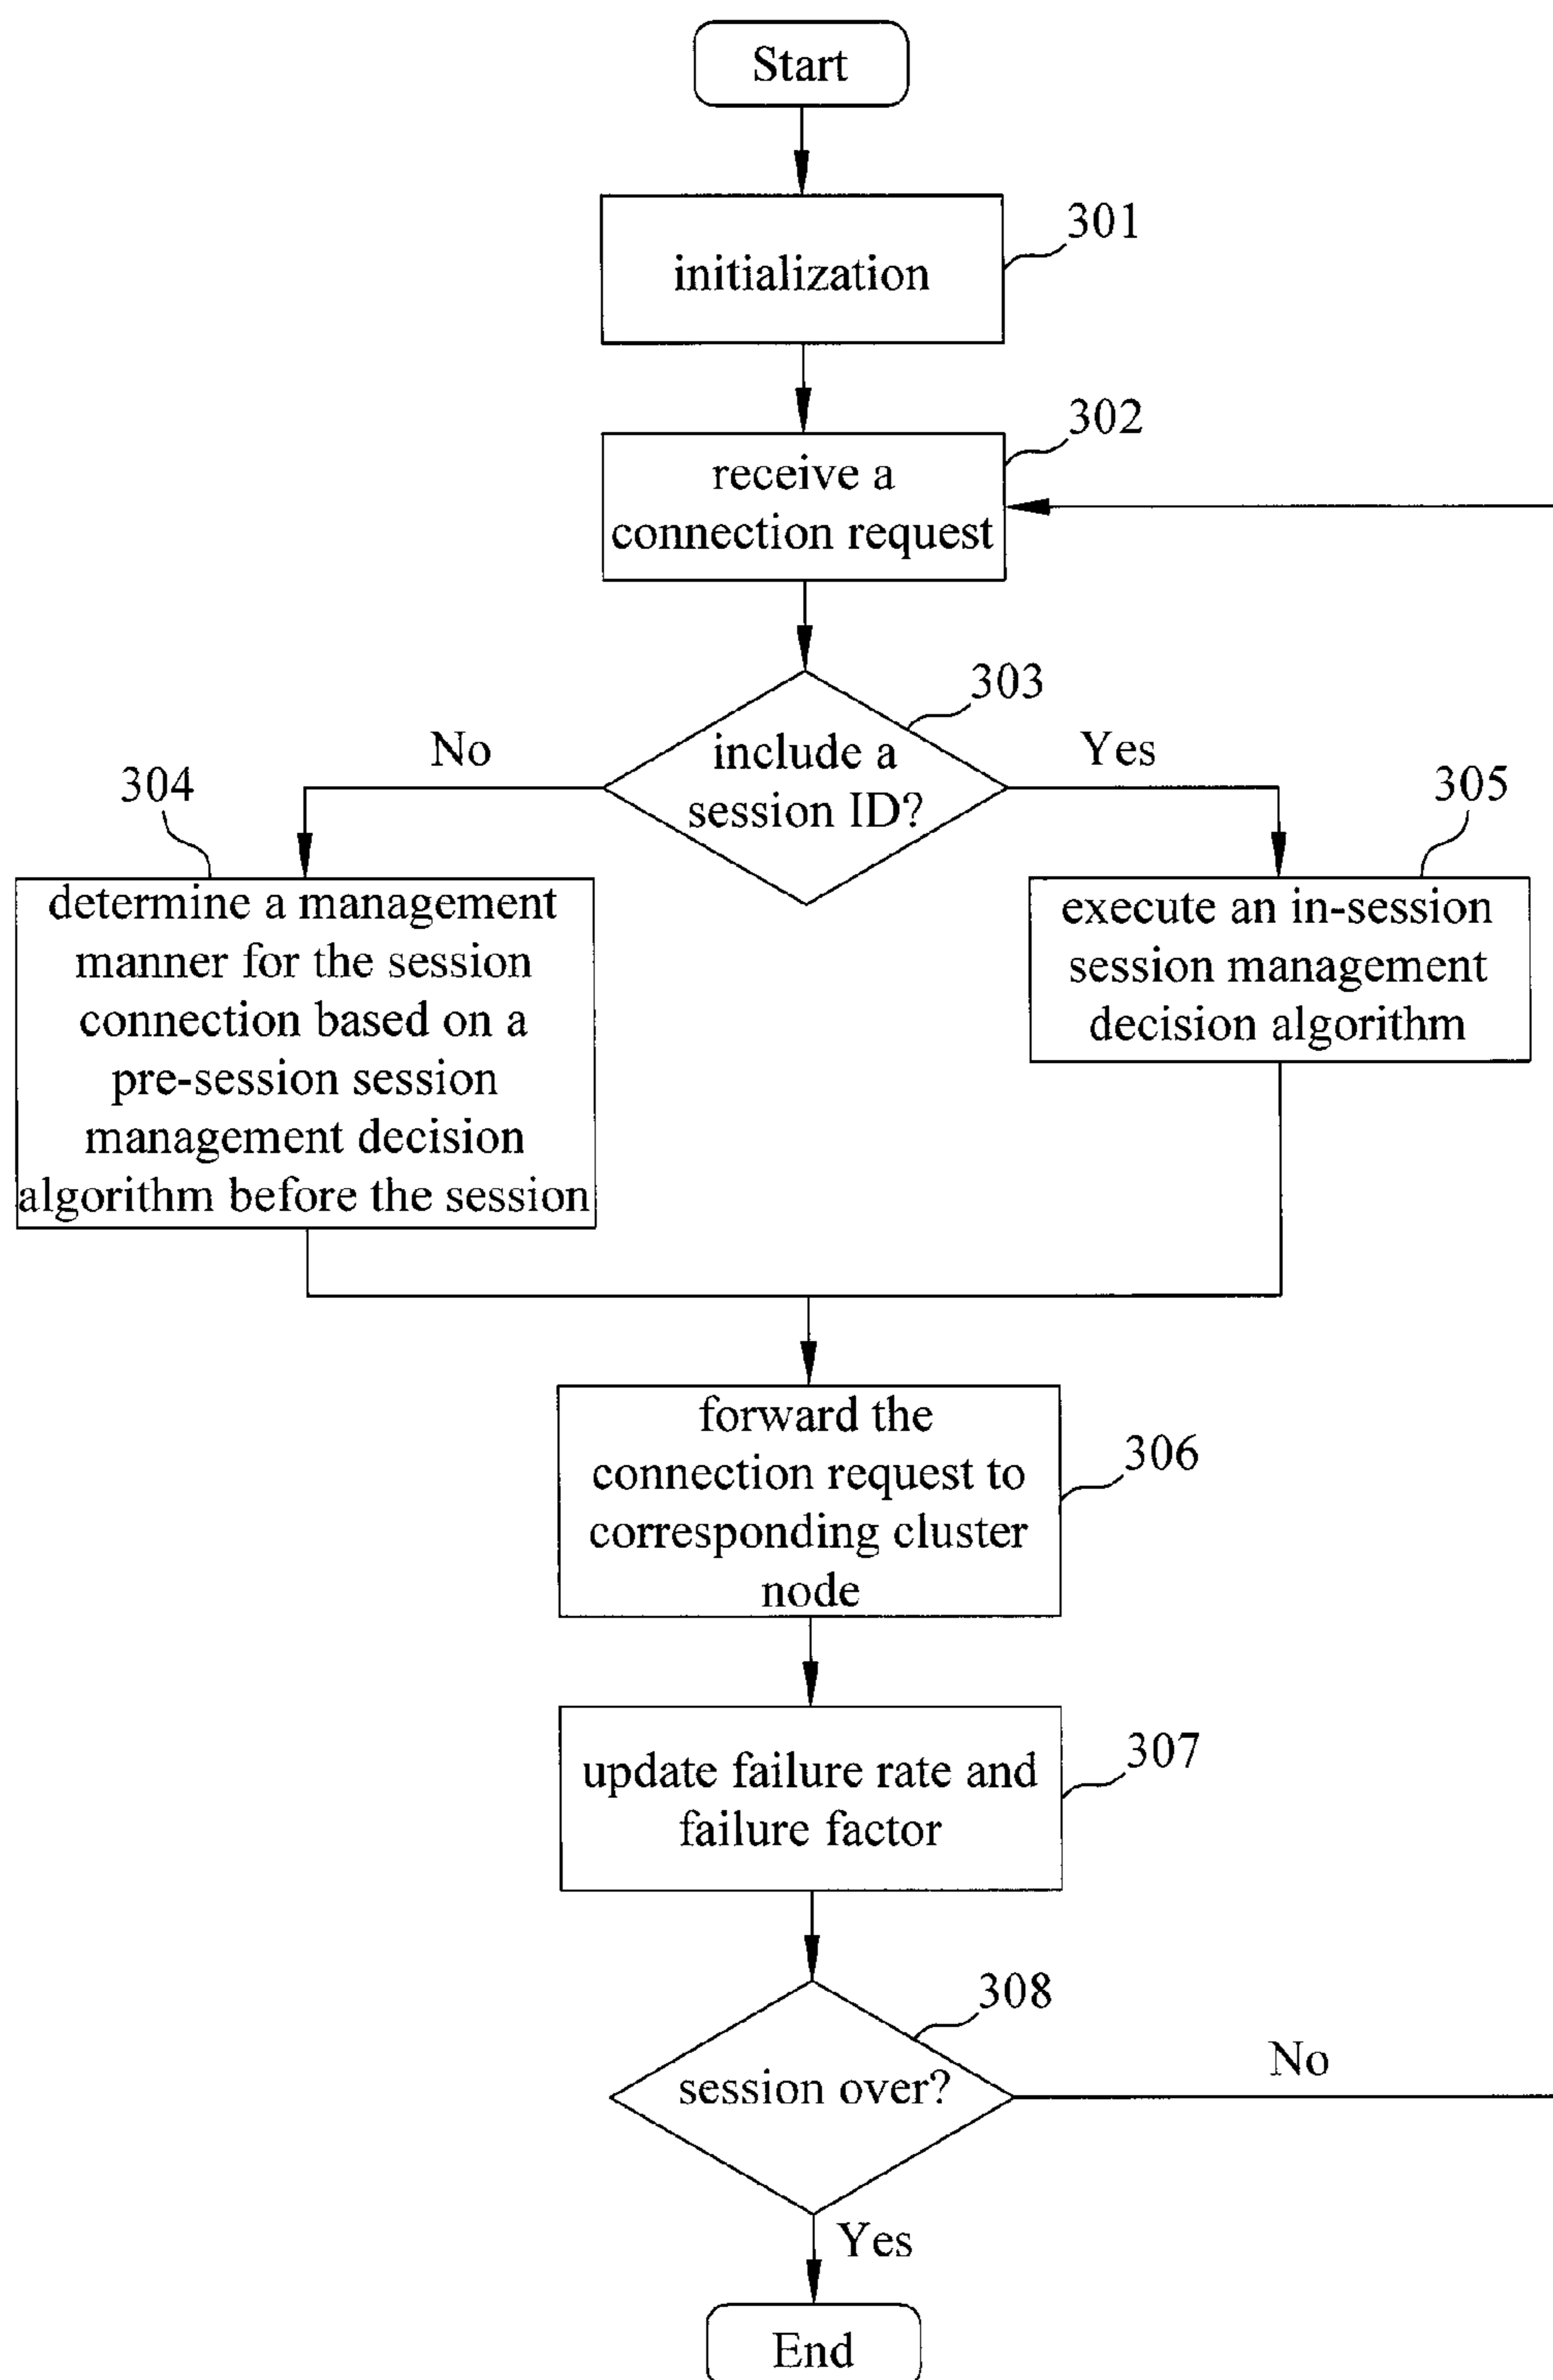 Start
301
initialization
302
receive a
connection request
303
include a
session ID?
No
Yes
304
305
determine a management
manner for the session
connection based on a
pre-session session
management decision
algorithm before the session
execute an in-session
session management
decision algorithm
forward the
connection request to
corresponding cluster
node
306
update failure rate and
failure factor
307
308
session over?
No
Yes
End